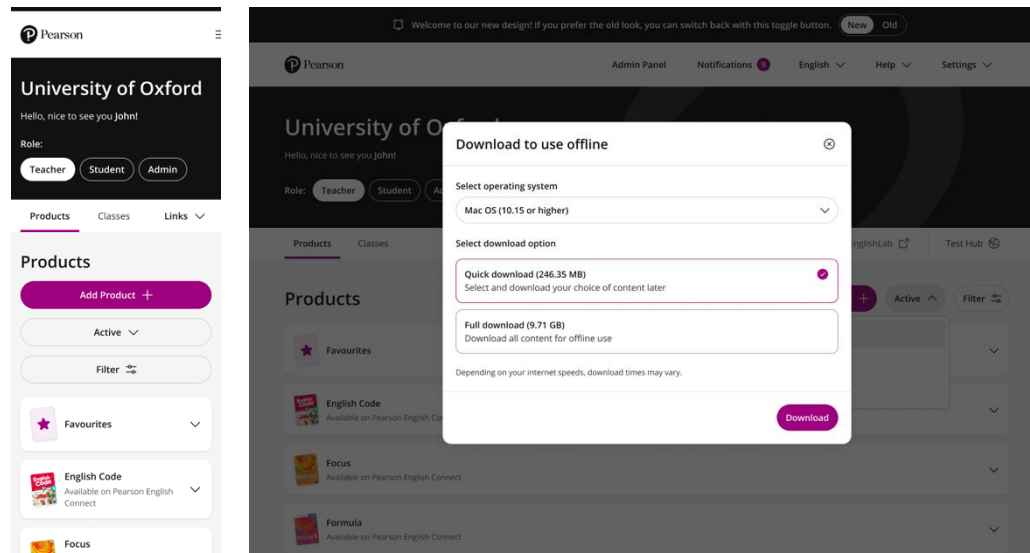 Pearson
University of Oxford
Hello, nice to see you John!
Role:
Teacher Student Admin
Products Classes Links
Products
Add Product
Active
Filter
Favourites
English Code
Available on Pearson English
Connect
Focus
Welcome to our new design! If you prefer the old look, you can switch back with this toggle button. New Old
Pearson Admin Panel Notifications English Help Settings
University of
Hello, nice to see you John!
Role: Teacher Student
Products Classes Test Hub
Products Active Filter
Favourites
English Code
Available on Pearson English
Focus
Available on Pearson English Connect
Formula
Available on Pearson English Connect
Download to use offline
Select operating system
Mac OS (10.15 or higher)
Select download option
Quick download (246.35 MB)
Select and download your choice of content later
Full download (9.71 GB)
Download all content for offline use
Depending on your internet speeds, download times may vary.
Download